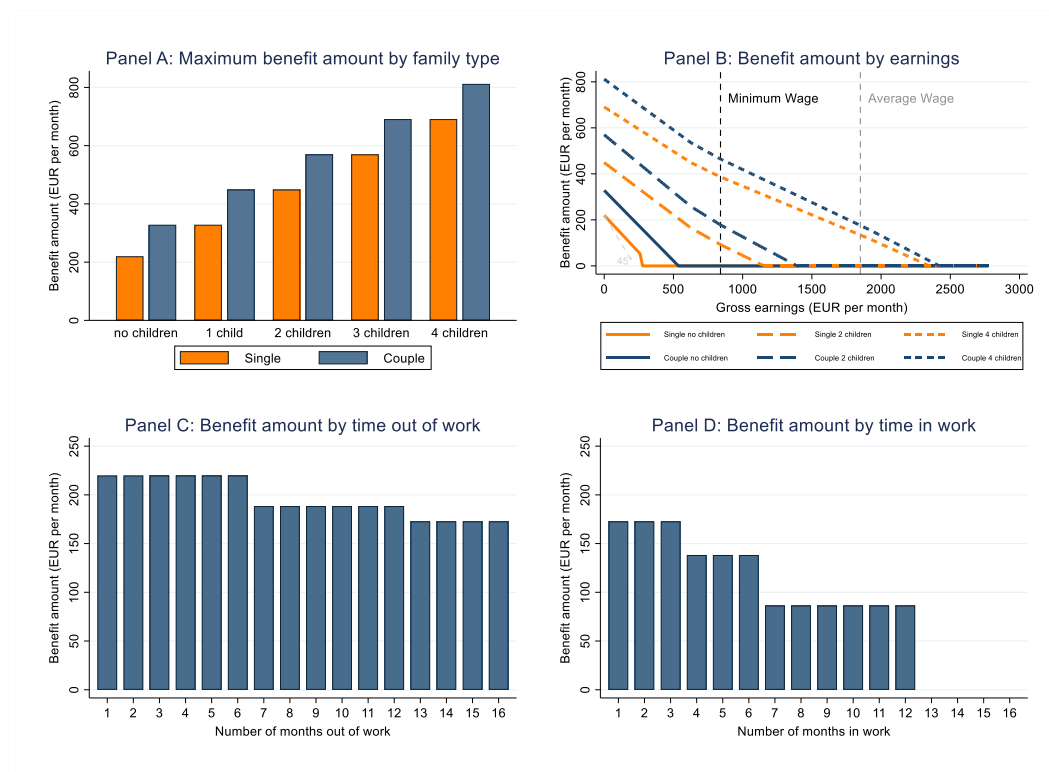 Panel A: Maximum benefit amount by family type
Benefit amount (EUR per month)
800
600
400
200
0
no children 1 child 2 children 3 children 4 children
Single Couple
Panel B: Benefit amount by earnings
Benefit amount (EUR per month)
800
600
400
200
0
Minimum Wage Average Wage
45°
0 500 1000 1500 2000 2500 3000
Gross earnings (EUR per month)
Single no children Single 2 children Single 4 children
Couple no children Couple 2 children Couple 4 children
Panel C: Benefit amount by time out of work
Benefit amount (EUR per month)
250
200
150
100
50
0
1 2 3 4 5 6 7 8 9 10 11 12 13 14 15 16
Number of months out of work
Panel D: Benefit amount by time in work
Benefit amount (EUR per month)
250
200
150
100
50
0
1 2 3 4 5 6 7 8 9 10 11 12 13 14 15 16
Number of months in work